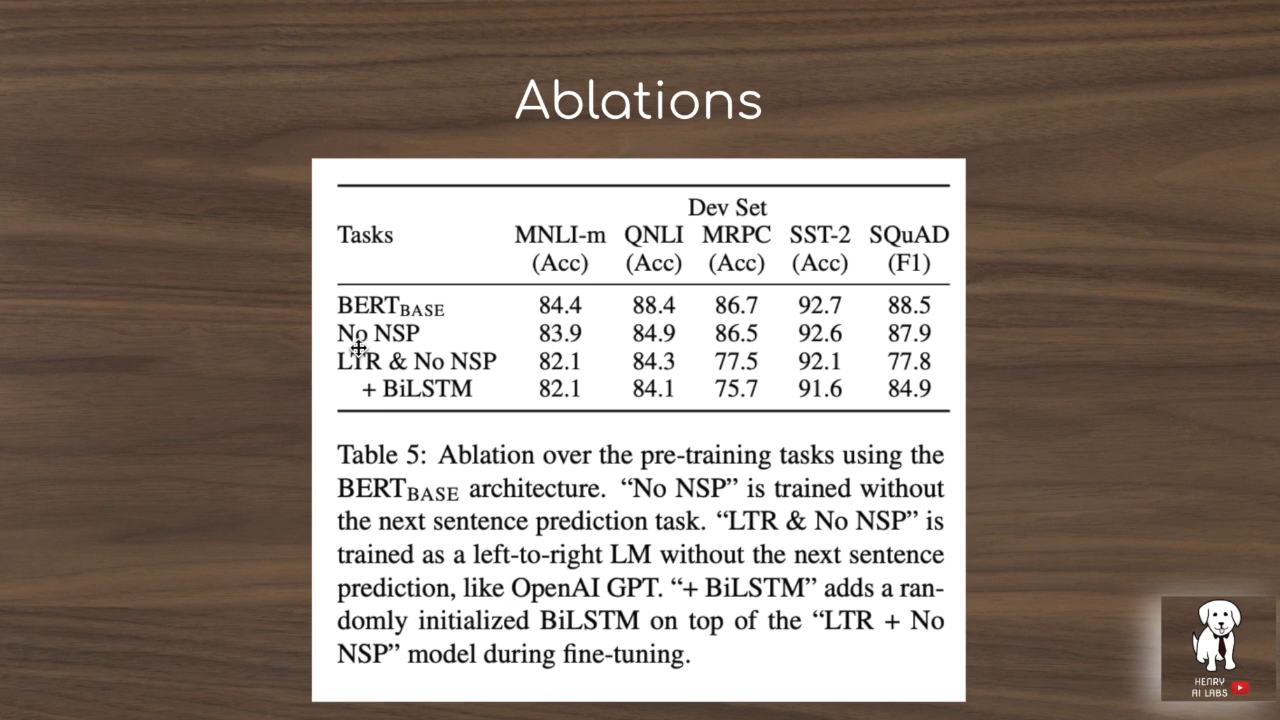 Ablations
Dev Set
Tasks MNLI-m QNLI MRPC SST-2 SQuAD
(Acc) (Acc) (Acc) (Acc) (F1)
BERTBASE 84.4 88.4 86.7 92.7 88.5
No NSP 83.9 84.9 86.5 92.6 87.9
LTR & No NSP 82.1 84.3 77.5 92.1 77.8
+ BiLSTM 82.1 84.1 75.7 91.6 84.9
Table 5: Ablation over the pre-training tasks using the
BERTBASE architecture. “No NSP” is trained without
the next sentence prediction task. “LTR & No NSP” is
trained as a left-to-right LM without the next sentence
prediction, like OpenAI GPT. “+ BiLSTM” adds a ran-
domly initialized BiLSTM on top of the “LTR + No
NSP” model during fine-tuning.
HENRY
AI LABS